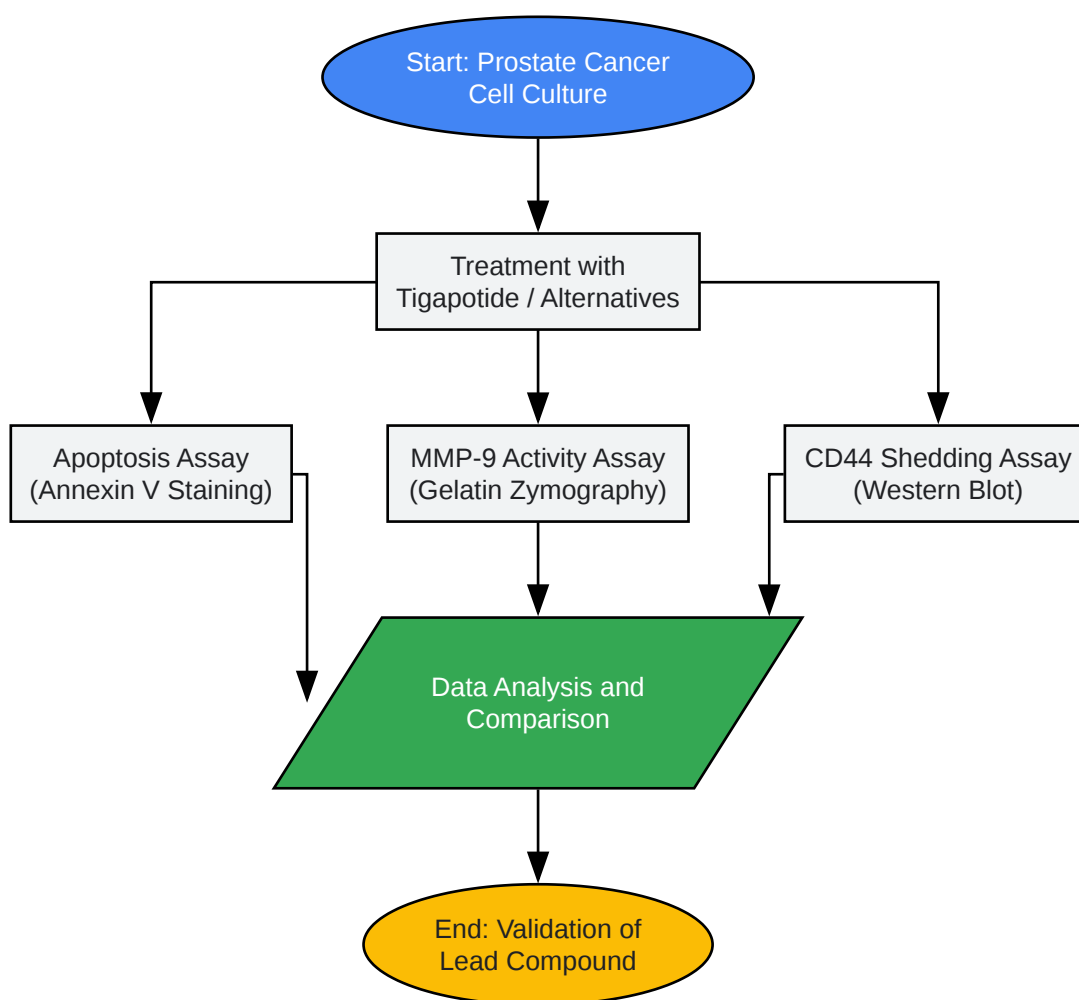 Start: Prostate Cancer
Cell Culture
Treatment with
Tigapotide / Alternatives
Apoptosis Assay
(Annexin V Staining)
MMP-9 Activity Assay
(Gelatin Zymography)
CD44 Shedding Assay
(Western Blot)
Data Analysis and
Comparison
End: Validation of
Lead Compound